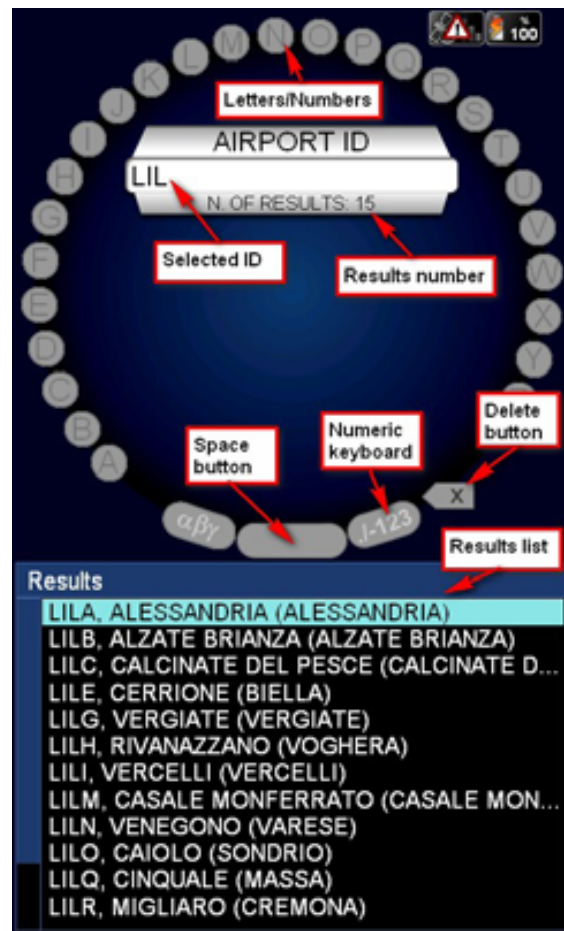 %
100
M N O P
L Q
K R
J S
I T
H U
G V
F W
E X
D Y
C
B
A
Letters/Numbers
AIRPORT ID
LIL
N. OF RESULTS: 15
Selected ID
Results number
Delete
button
Numeric
keyboard
Space
button
X
αβγ
./-123
Results list
Results
LILA, ALESSANDRIA (ALESSANDRIA)
LILB, ALZATE BRIANZA (ALZATE BRIANZA)
LILC, CALCINATE DEL PESCE (CALCINATE D...
LILE, CERRIONE (BIELLA)
LILG, VERGIATE (VERGIATE)
LILH, RIVANAZZANO (VOGHERA)
LILI, VERCELLI (VERCELLI)
LILM, CASALE MONFERRATO (CASALE MON...
LILN, VENEGONO (VARESE)
LILO, CAIOLO (SONDRIO)
LILQ, CINQUALE (MASSA)
LILR, MIGLIARO (CREMONA)